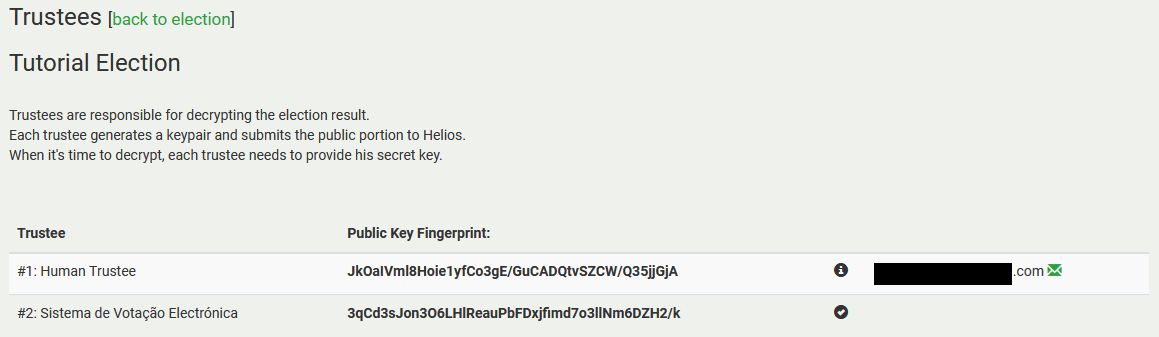 Trustees [back to election]
Tutorial Election
Trustees are responsible for decrypting the election result.
Each trustee generates a keypair and submits the public portion to Helios.
When it's time to decrypt, each trustee needs to provide his secret key.
Trustee Public Key Fingerprint:
#1: Human Trustee JkOaIVml8Hoie1yfCo3gE/GuCADQtvSZCW/Q35jjGjA .com
#2: Sistema de Votação Electrónica 3qCd3sJon3O6LHlReauPbFDxjfimd7o3llNm6DZH2/k